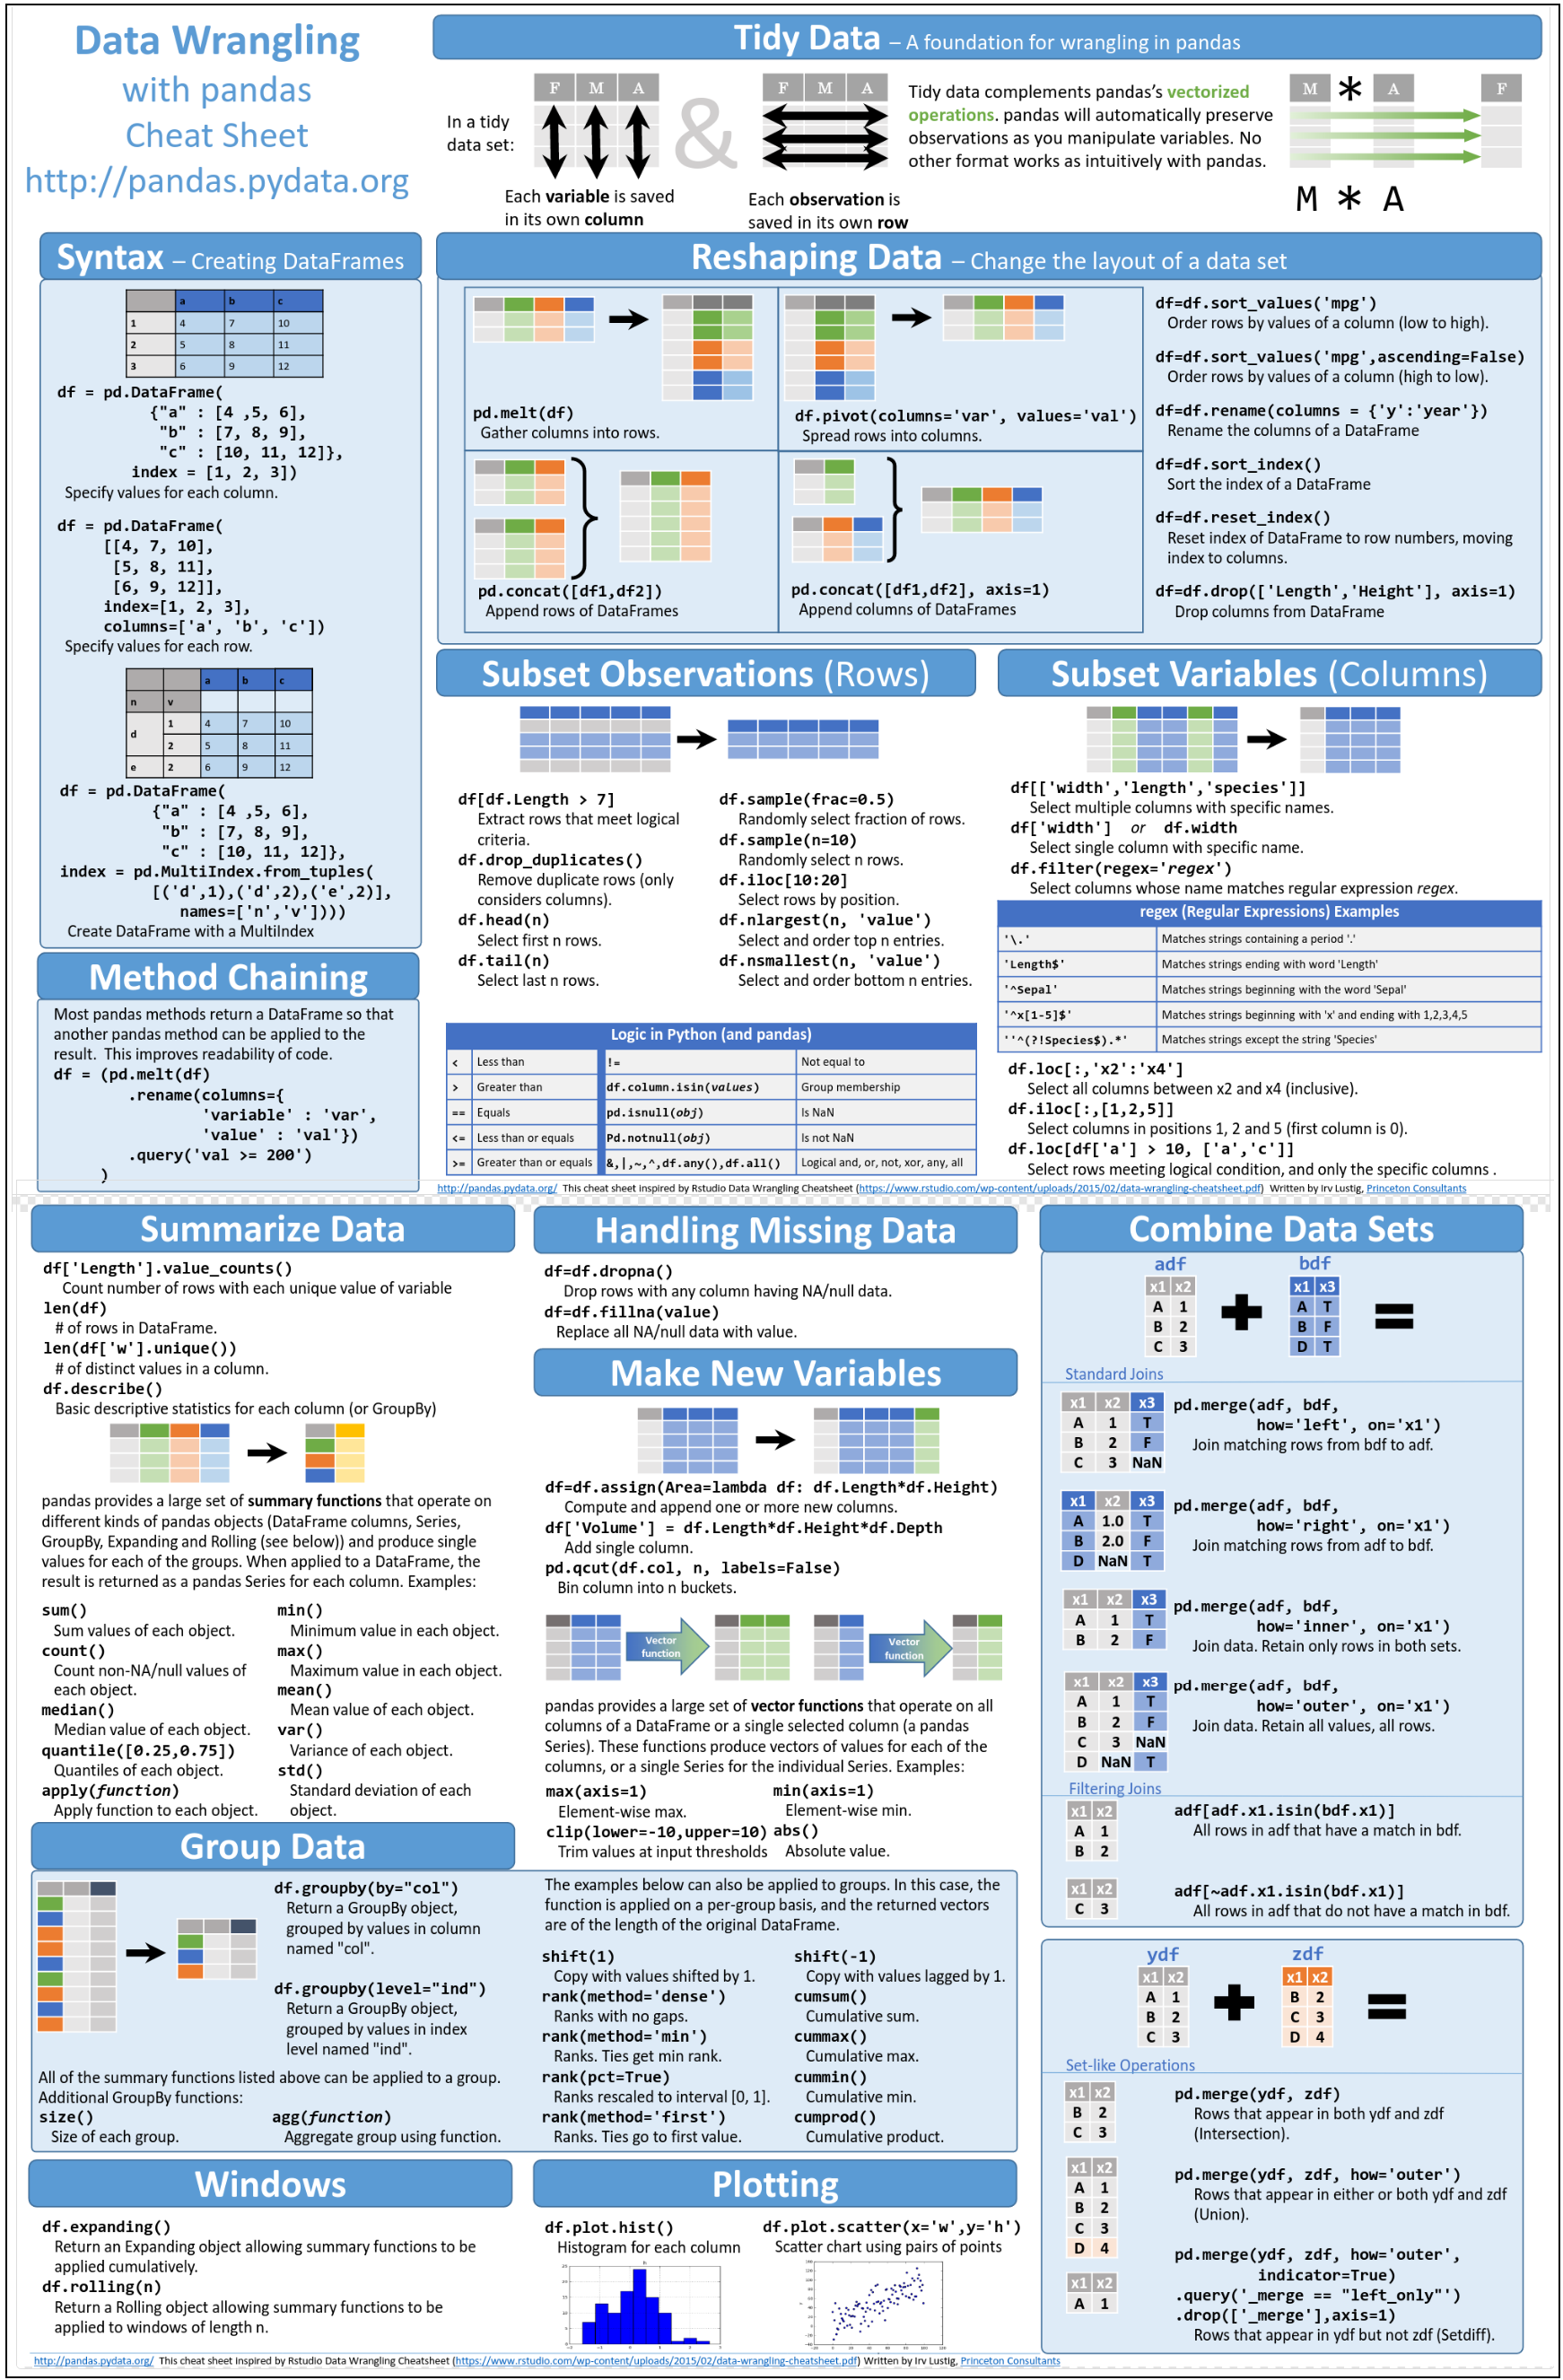 Data Wrangling
with pandas
Cheat Sheet
http://pandas.pydata.org
Tidy Data – A foundation for wrangling in pandas
In a tidy
data set:
F M A
Each variable is saved
in its own column
&
F M A
Each observation is
saved in its own row
Tidy data complements pandas's vectorized
operations. pandas will automatically preserve
observations as you manipulate variables. No
other format works as intuitively with pandas.
M * A F
M * A
Syntax – Creating DataFrames
a b c
1 4 7 10
2 5 8 11
3 6 9 12
df = pd.DataFrame(
{"a" : [4 ,5, 6],
"b" : [7, 8, 9],
"c" : [10, 11, 12]},
index = [1, 2, 3])
Specify values for each column.
df = pd.DataFrame(
[[4, 7, 10],
[5, 8, 11],
[6, 9, 12]],
index=[1, 2, 3],
columns=['a', 'b', 'c'])
Specify values for each row.
a b c
n v
d 1 4 7 10
2 5 8 11
e 2 6 9 12
df = pd.DataFrame(
{"a" : [4 ,5, 6],
"b" : [7, 8, 9],
"c" : [10, 11, 12]},
index = pd.MultiIndex.from_tuples(
[('d',1),('d',2),('e',2)],
names=['n','v'])))
Create DataFrame with a MultiIndex
Method Chaining
Most pandas methods return a DataFrame so that
another pandas method can be applied to the
result. This improves readability of code.
df = (pd.melt(df)
.rename(columns={
'variable' : 'var',
'value' : 'val'})
.query('val >= 200')
)
Reshaping Data – Change the layout of a data set
pd.melt(df)
Gather columns into rows.
df.pivot(columns='var', values='val')
Spread rows into columns.
pd.concat([df1,df2])
Append rows of DataFrames
pd.concat([df1,df2], axis=1)
Append columns of DataFrames
df=df.sort_values('mpg')
Order rows by values of a column (low to high).
df=df.sort_values('mpg',ascending=False)
Order rows by values of a column (high to low).
df=df.rename(columns = {'y':'year'})
Rename the columns of a DataFrame
df=df.sort_index()
Sort the index of a DataFrame
df=df.reset_index()
Reset index of DataFrame to row numbers, moving
index to columns.
df=df.drop(['Length','Height'], axis=1)
Drop columns from DataFrame
Subset Observations (Rows)
df[df.Length > 7]
Extract rows that meet logical
criteria.
df.drop_duplicates()
Remove duplicate rows (only
considers columns).
df.head(n)
Select first n rows.
df.tail(n)
Select last n rows.
df.sample(frac=0.5)
Randomly select fraction of rows.
df.sample(n=10)
Randomly select n rows.
df.iloc[10:20]
Select rows by position.
df.nlargest(n, 'value')
Select and order top n entries.
df.nsmallest(n, 'value')
Select and order bottom n entries.
Logic in Python (and pandas)
< Less than != Not equal to
> Greater than df.column.isin(values) Group membership
== Equals pd.isnull(obj) Is NaN
<= Less than or equals Pd.notnull(obj) Is not NaN
>= Greater than or equals &,|,~,^,df.any(),df.all() Logical and, or, not, xor, any, all
Subset Variables (Columns)
df[['width','length','species']]
Select multiple columns with specific names.
df['width'] or df.width
Select single column with specific name.
df.filter(regex='regex')
Select columns whose name matches regular expression regex.
regex (Regular Expressions) Examples
'\.' Matches strings containing a period '.'
'Length$' Matches strings ending with word 'Length'
'^Sepal' Matches strings beginning with the word 'Sepal'
'^x[1-5]$' Matches strings beginning with 'x' and ending with 1,2,3,4,5
''^(?!Species$).*' Matches strings except the string 'Species'
df.loc[:,'x2':'x4']
Select all columns between x2 and x4 (inclusive).
df.iloc[:,[1,2,5]]
Select columns in positions 1, 2 and 5 (first column is 0).
df.loc[df['a'] > 10, ['a','c']]
Select rows meeting logical condition, and only the specific columns .
http://pandas.pydata.org/ This cheat sheet inspired by Rstudio Data Wrangling Cheatsheet (https://www.rstudio.com/wp-content/uploads/2015/02/data-wrangling-cheatsheet.pdf) Written by Irv Lustig, Princeton Consultants
Summarize Data
df['Length'].value_counts()
Count number of rows with each unique value of variable
len(df)
# of rows in DataFrame.
len(df['w'].unique())
# of distinct values in a column.
df.describe()
Basic descriptive statistics for each column (or GroupBy)
pandas provides a large set of summary functions that operate on
different kinds of pandas objects (DataFrame columns, Series,
GroupBy, Expanding and Rolling (see below)) and produce single
values for each of the groups. When applied to a DataFrame, the
result is returned as a pandas Series for each column. Examples:
sum()
Sum values of each object.
count()
Count non-NA/null values of
each object.
median()
Median value of each object.
quantile([0.25,0.75])
Quantiles of each object.
apply(function)
Apply function to each object.
min()
Minimum value in each object.
max()
Maximum value in each object.
mean()
Mean value of each object.
var()
Variance of each object.
std()
Standard deviation of each
object.
Handling Missing Data
df=df.dropna()
Drop rows with any column having NA/null data.
df=df.fillna(value)
Replace all NA/null data with value.
Make New Variables
df=df.assign(Area=lambda df: df.Length*df.Height)
Compute and append one or more new columns.
df['Volume'] = df.Length*df.Height*df.Depth
Add single column.
pd.qcut(df.col, n, labels=False)
Bin column into n buckets.
Vector
function
Vector
function
pandas provides a large set of vector functions that operate on all
columns of a DataFrame or a single selected column (a pandas
Series). These functions produce vectors of values for each of the
columns, or a single Series for the individual Series. Examples:
max(axis=1)
Element-wise max.
clip(lower=-10,upper=10)
Trim values at input thresholds
min(axis=1)
Element-wise min.
abs()
Absolute value.
Group Data
df.groupby(by="col")
Return a GroupBy object,
grouped by values in column
named "col".
df.groupby(level="ind")
Return a GroupBy object,
grouped by values in index
level named "ind".
All of the summary functions listed above can be applied to a group.
Additional GroupBy functions:
size()
Size of each group.
agg(function)
Aggregate group using function.
The examples below can also be applied to groups. In this case, the
function is applied on a per-group basis, and the returned vectors
are of the length of the original DataFrame.
shift(1)
Copy with values shifted by 1.
rank(method='dense')
Ranks with no gaps.
rank(method='min')
Ranks. Ties get min rank.
rank(pct=True)
Ranks rescaled to interval [0, 1].
rank(method='first')
Ranks. Ties go to first value.
shift(-1)
Copy with values lagged by 1.
cumsum()
Cumulative sum.
cummax()
Cumulative max.
cummin()
Cumulative min.
cumprod()
Cumulative product.
Windows
df.expanding()
Return an Expanding object allowing summary functions to be
applied cumulatively.
df.rolling(n)
Return a Rolling object allowing summary functions to be
applied to windows of length n.
Plotting
df.plot.hist()
Histogram for each column
df.plot.scatter(x='w',y='h')
Scatter chart using pairs of points
Combine Data Sets
adf bdf
x1 x2 x1 x3
A 1 A T
B 2 B F
C 3 D T
+ =
Standard Joins
x1 x2 x3
A 1 T
B 2 F
C 3 NaN
pd.merge(adf, bdf,
how='left', on='x1')
Join matching rows from bdf to adf.
x1 x2 x3
A 1.0 T
B 2.0 F
D NaN T
pd.merge(adf, bdf,
how='right', on='x1')
Join matching rows from adf to bdf.
x1 x2 x3
A 1 T
B 2 F
pd.merge(adf, bdf,
how='inner', on='x1')
Join data. Retain only rows in both sets.
x1 x2 x3
A 1 T
B 2 F
C 3 NaN
D NaN T
pd.merge(adf, bdf,
how='outer', on='x1')
Join data. Retain all values, all rows.
Filtering Joins
x1 x2
A 1
B 2
adf[adf.x1.isin(bdf.x1)]
All rows in adf that have a match in bdf.
x1 x2
C 3
adf[~adf.x1.isin(bdf.x1)]
All rows in adf that do not have a match in bdf.
ydf zdf
x1 x2 x1 x2
A 1 B 2
B 2 C 3
C 3 D 4
+ =
Set-like Operations
x1 x2
B 2
C 3
pd.merge(ydf, zdf)
Rows that appear in both ydf and zdf
(Intersection).
x1 x2
A 1
B 2
C 3
D 4
pd.merge(ydf, zdf, how='outer')
Rows that appear in either or both ydf and zdf
(Union).
x1 x2
A 1
pd.merge(ydf, zdf, how='outer',
indicator=True)
.query('_merge == "left_only"')
.drop(['_merge'],axis=1)
Rows that appear in ydf but not zdf (Setdiff).
http://pandas.pydata.org/ This cheat sheet inspired by Rstudio Data Wrangling Cheatsheet (https://www.rstudio.com/wp-content/uploads/2015/02/data-wrangling-cheatsheet.pdf) Written by Irv Lustig, Princeton Consultants